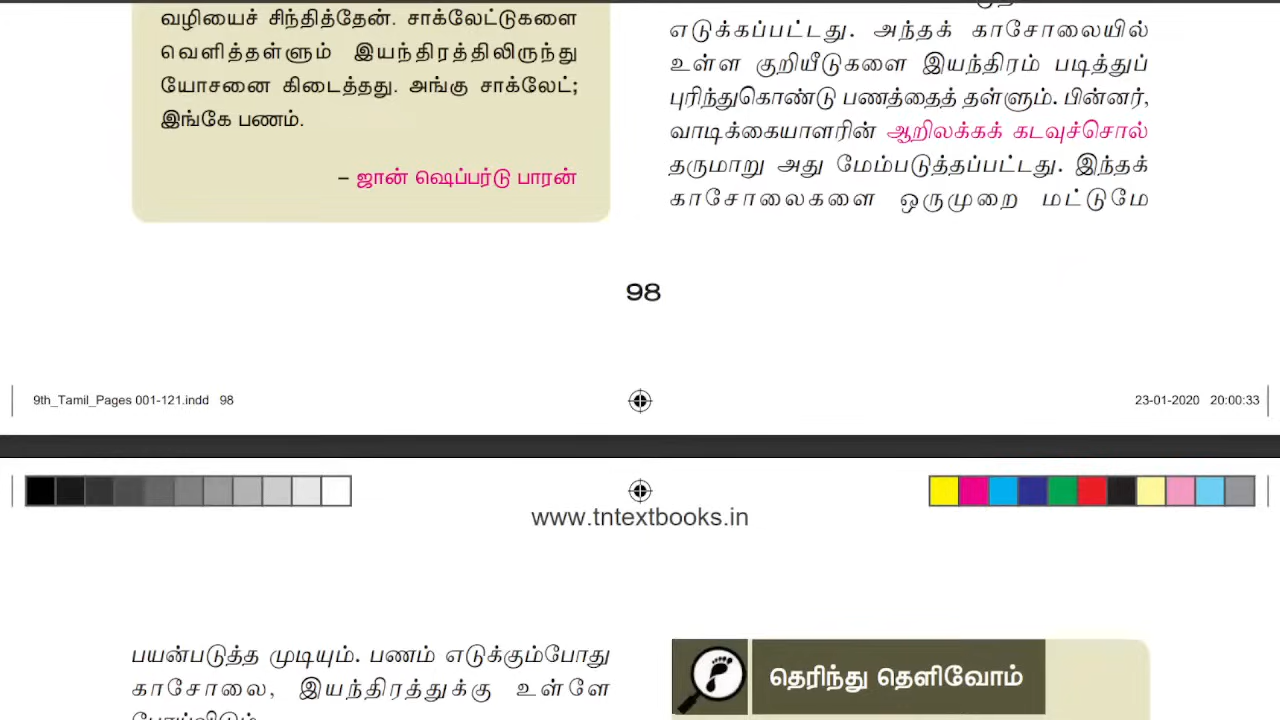 வழியைச் சிந்தித்தேன். சாக்லேட்டுகளை
வெளித்தள்ளும் இயந்திரத்திலிருந்து
யோசனை கிடைத்தது. அங்கு சாக்லேட்;
இங்கே பணம்.
– ஜான் ஷெப்பர்டு பாரன்
எடுக்கப்பட்டது. அந்தக் காசோலையில்
உள்ள குறியீடுகளை இயந்திரம் படித்துப்
புரிந்துகொண்டு பணத்தைத் தள்ளும். பின்னர்,
வாடிக்கையாளரின் ஆறிலக்கக் கடவுச்சொல்
தருமாறு அது மேம்படுத்தப்பட்டது. இந்தக்
காசோலைகளை ஒருமுறை மட்டுமே
98
9th_Tamil_Pages 001-121.indd 98
23-01-2020 20:00:33
www.tntextbooks.in
பயன்படுத்த முடியும். பணம் எடுக்கும்போது
காசோலை, இயந்திரத்துக்கு உள்ளே
தெரிந்து தெளிவோம்